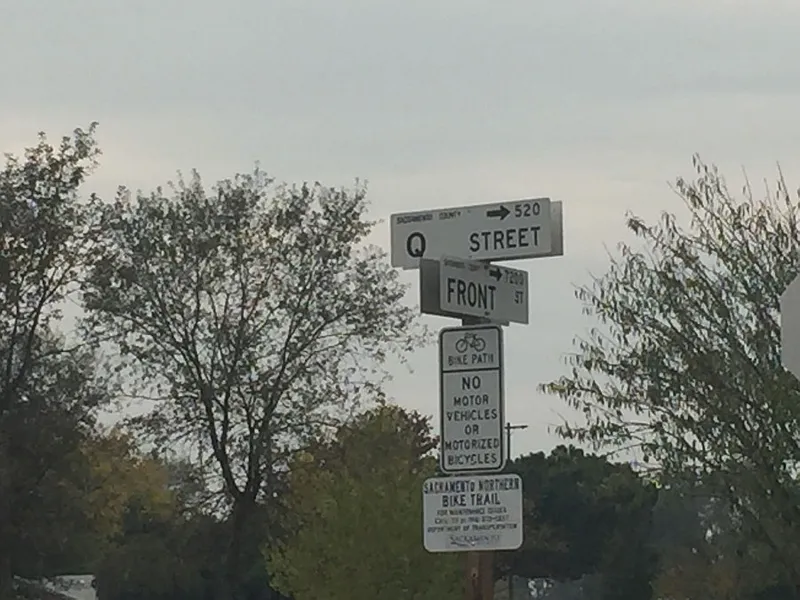 SACRAMENTO COUNTY 520
Q STREET
7200
FRONT ST
BIKE PATH
NO
MOTOR
VEHICLES
OR
MOTORIZED
BICYCLES
SACRAMENTO NORTHERN
BIKE TRAIL
FOR MAINTENANCE ISSUES
DEPARTMENT OF TRANSPORTATION
SACRAMENTO